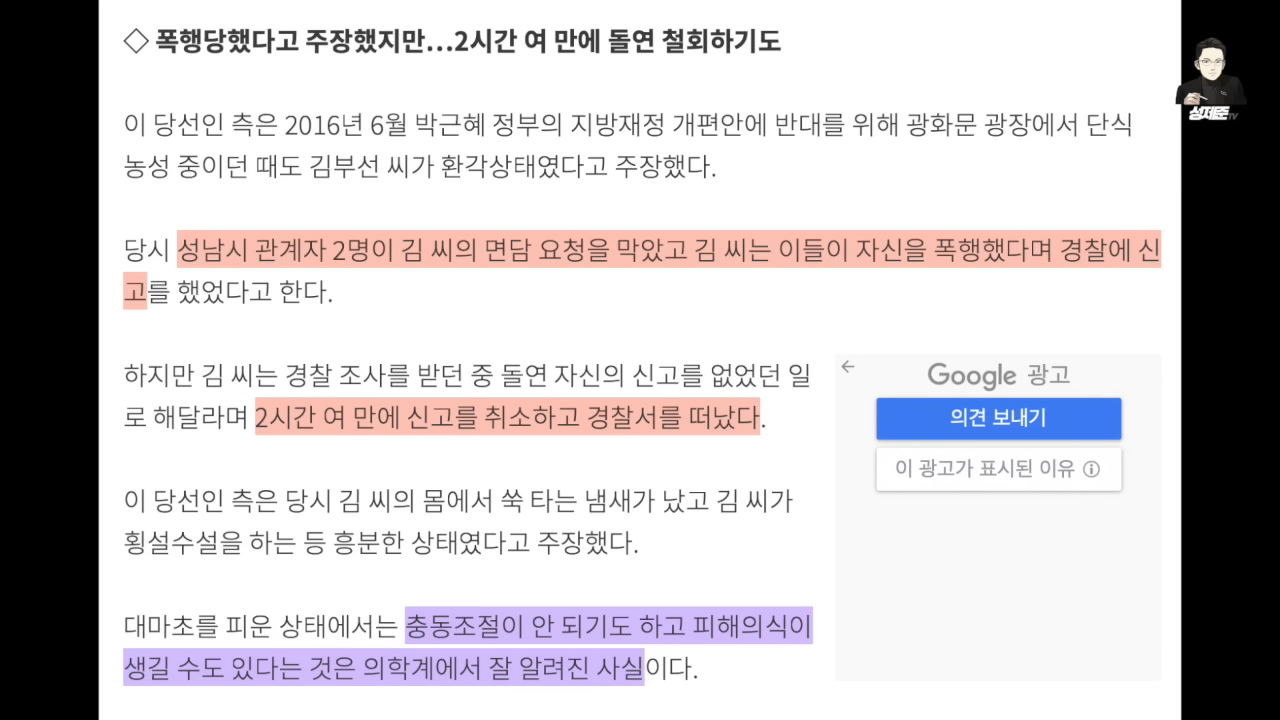 ◇ 폭행당했다고 주장했지만…2시간 여 만에 돌연 철회하기도
이 당선인 측은 2016년 6월 박근혜 정부의 지방재정 개편안에 반대를 위해 광화문 광장에서 단식
농성 중이던 때도 김부선 씨가 환각상태였다고 주장했다.
당시 성남시 관계자 2명이 김 씨의 면담 요청을 막았고 김 씨는 이들이 자신을 폭행했다며 경찰에 신
고를 했었다고 한다.
하지만 김 씨는 경찰 조사를 받던 중 돌연 자신의 신고를 없었던 일
로 해달라며 2시간 여 만에 신고를 취소하고 경찰서를 떠났다.
이 당선인 측은 당시 김 씨의 몸에서 쑥 타는 냄새가 났고 김 씨가
횡설수설을 하는 등 흥분한 상태였다고 주장했다.
대마초를 피운 상태에서는 충동조절이 안 되기도 하고 피해의식이
생길 수도 있다는 것은 의학계에서 잘 알려진 사실이다.
Google 광고
의견 보내기
이 광고가 표시된 이유
성제준TV